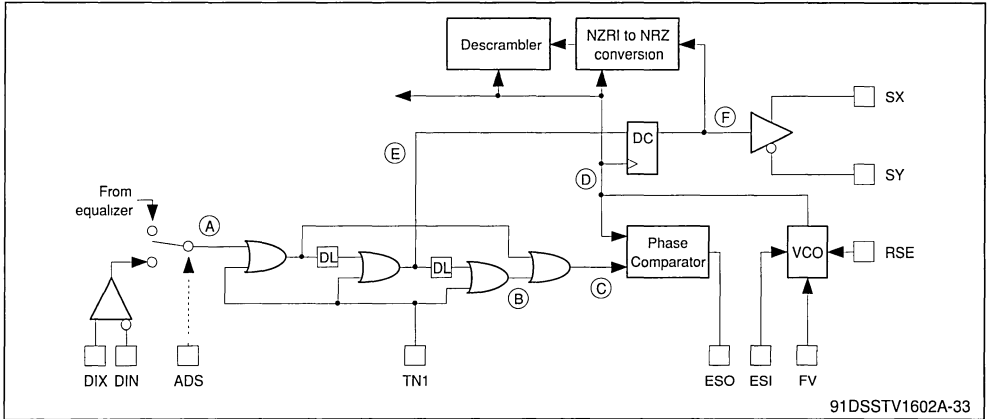 Descrambler
NZRI to NRZ
conversion
SX
F
DC
E
SY
D
From
equalizer
A
Phase
Comparator
VCO
RSE
DL
DL
B
C
DIX
DIN
ADS
TN1
ESO
ESI
FV
91DSSTV1602A-33